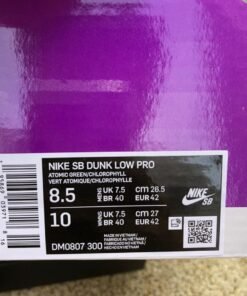 NIKE SB DUNK LOW PRO
ATOMIC GREEN/CHLOROPHYLL
VERT ATOMIQUE/CHLOROPHYLLE
8.5 UK 7.5 cm 26.5
BR 40 EUR 42
10 UK 7.5 cm 27
BR 40 EUR 42
NIKE SB
DM0807 300
MADE IN VIETNAM